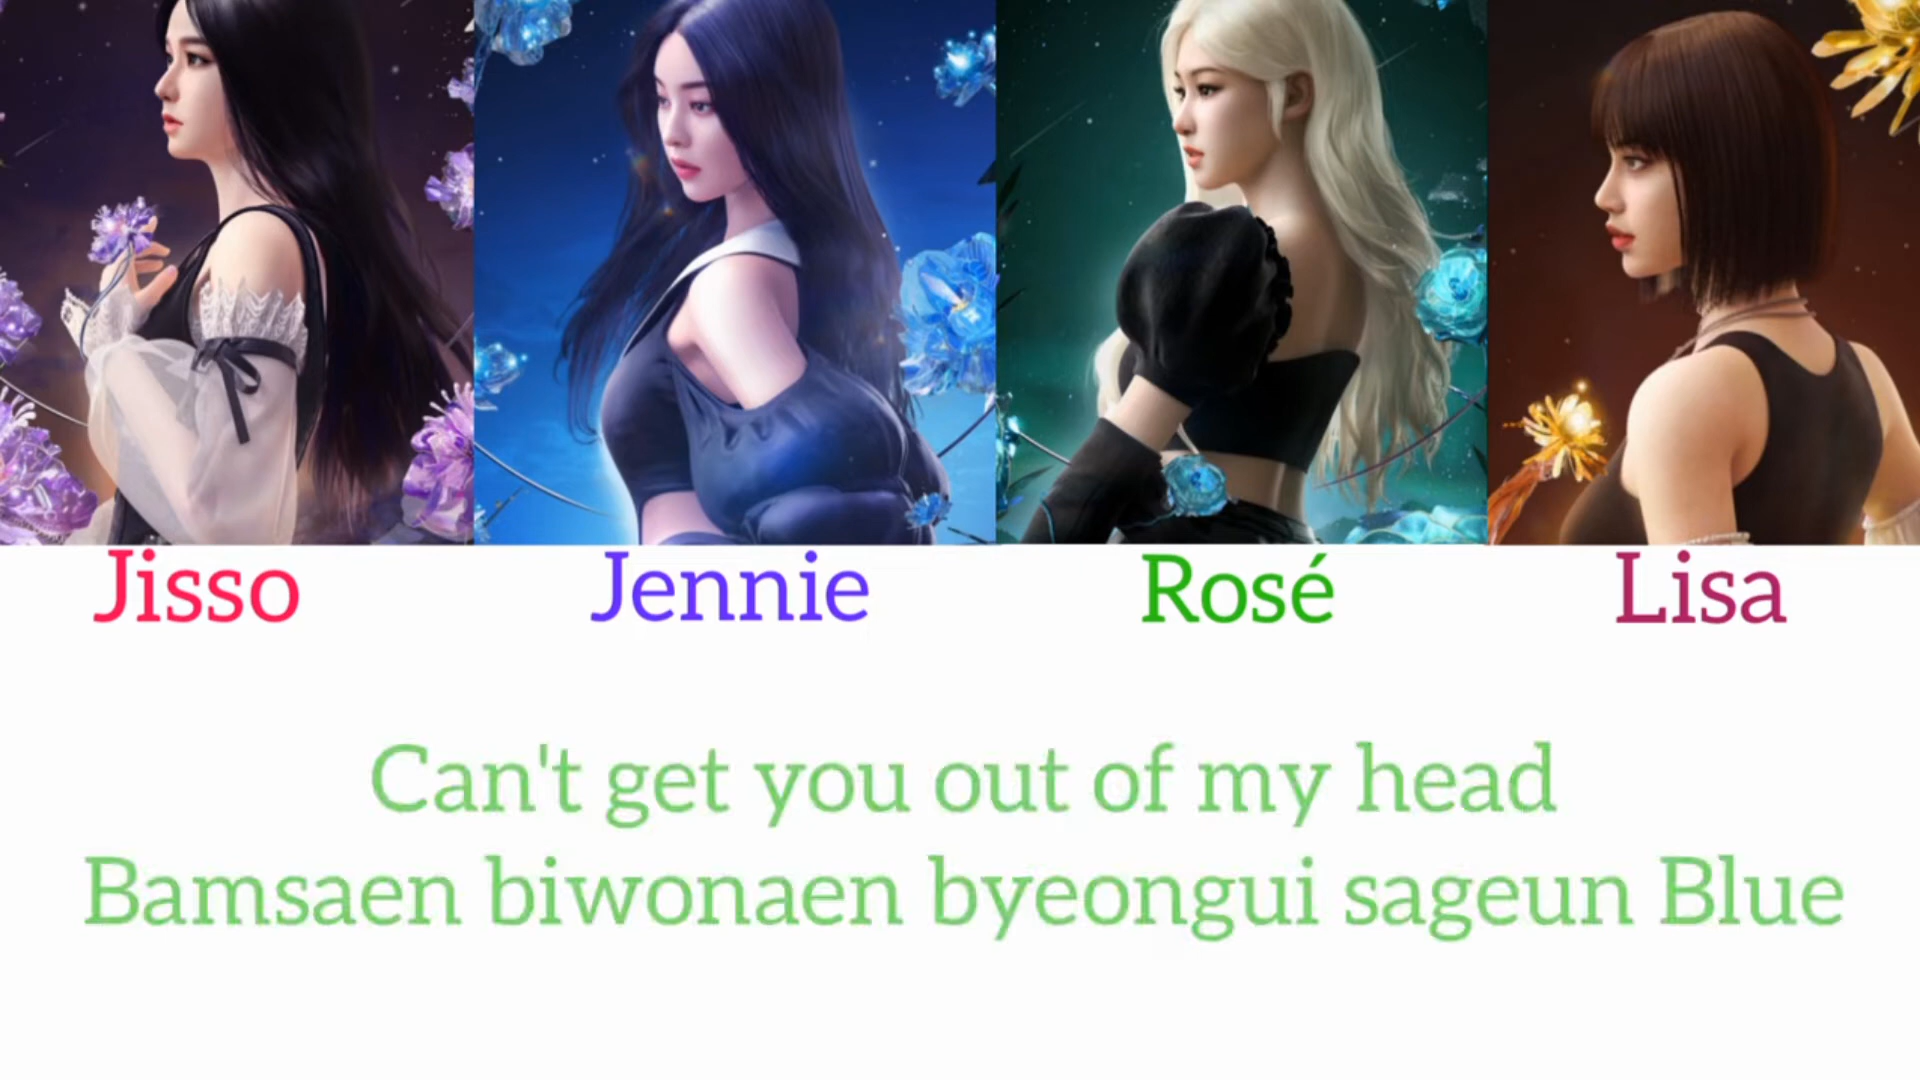 Jisso Jennie Rosé Lisa
Can't get you out of my head
Bamsaen biwonaen byeongui sageun Blue